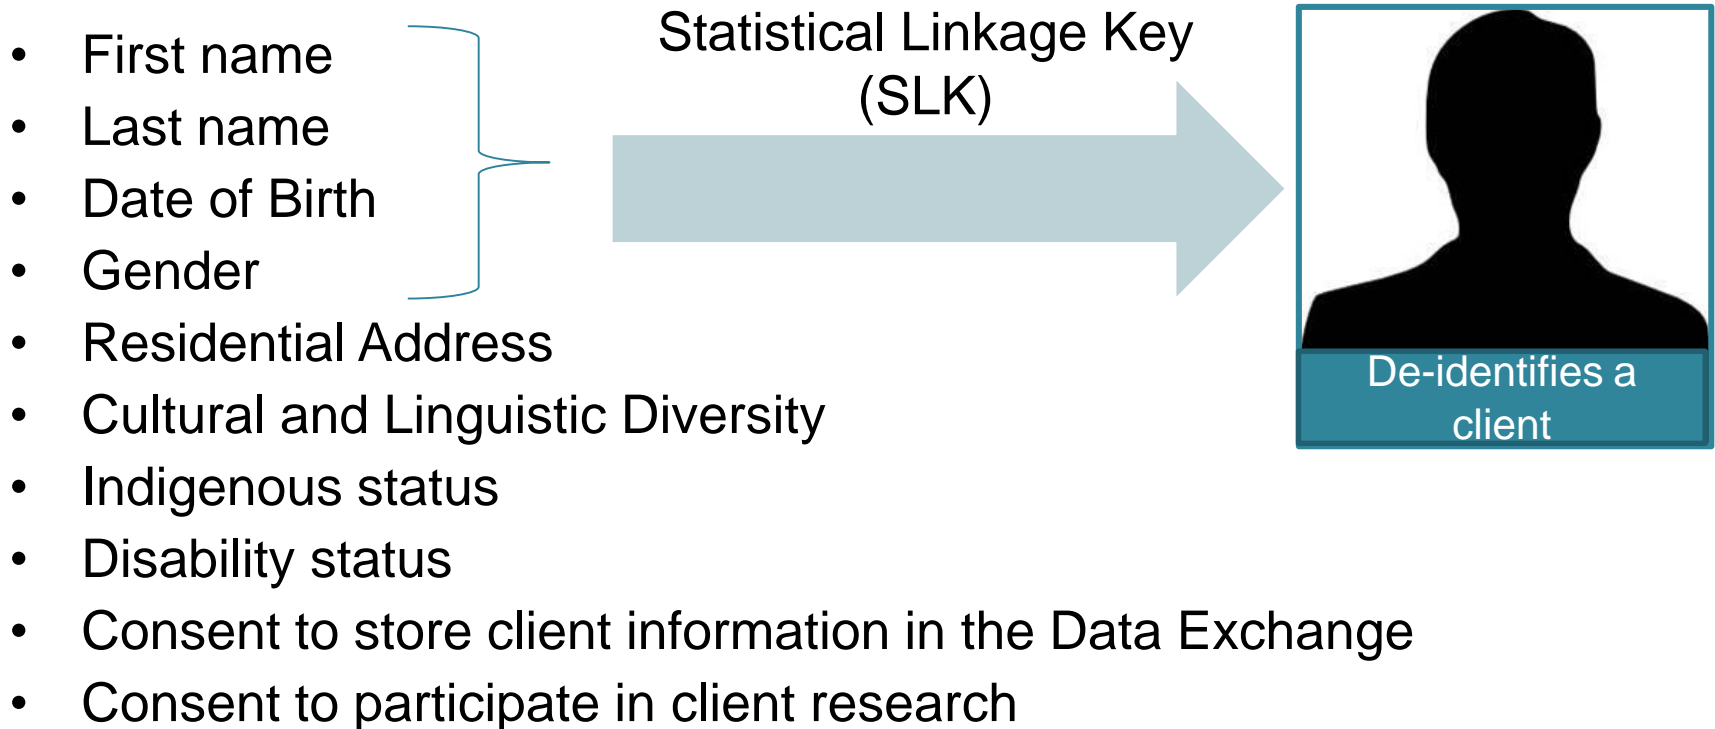 • First name
• Last name
• Date of Birth
• Gender
• Residential Address
• Cultural and Linguistic Diversity
• Indigenous status
• Disability status
• Consent to store client information in the Data Exchange
• Consent to participate in client research
Statistical Linkage Key
(SLK)
De-identifies a
client